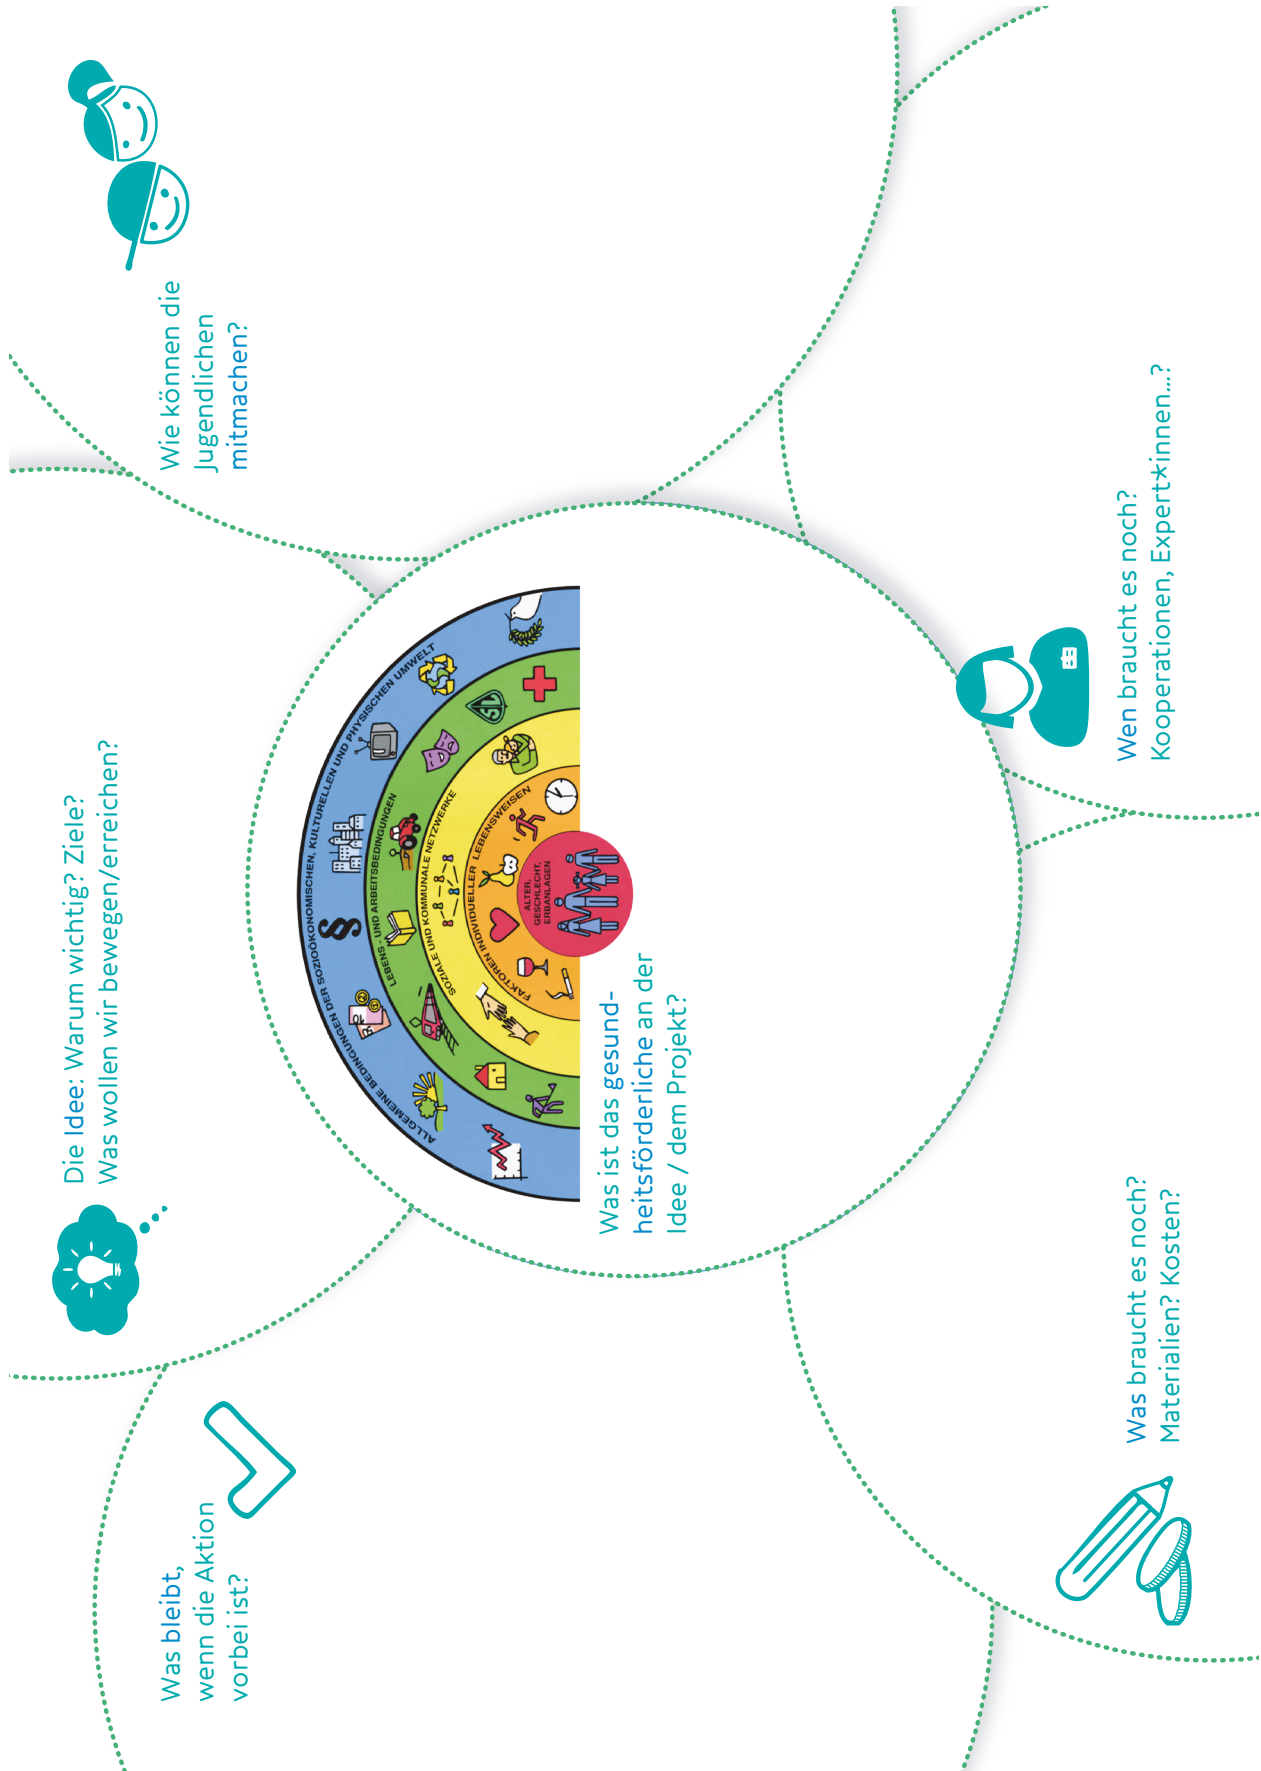 Was bleibt,
wenn die Aktion
vorbei ist?
Die Idee: Warum wichtig? Ziele?
Was wollen wir bewegen/erreichen?
Wie können die
Jugendlichen
mitmachen?
ALLGEMEINE BEDINGUNGEN DER SOZIOÖKONOMISCHEN, KULTURELLEN UND PHYSISCHEN UMWELT
LEBENS - UND ARBEITSBEDINGUNGEN
SOZIALE UND KOMMUNALE NETZWERKE
FAKTOREN INDIVIDUELLER LEBENSWEISEN
ALTER,
GESCHLECHT,
ERBANLAGEN
§
Was ist das gesund-
heitsförderliche an der
Idee / dem Projekt?
Was braucht es noch?
Materialien? Kosten?
Wen braucht es noch?
Kooperationen, Expert*innen...?